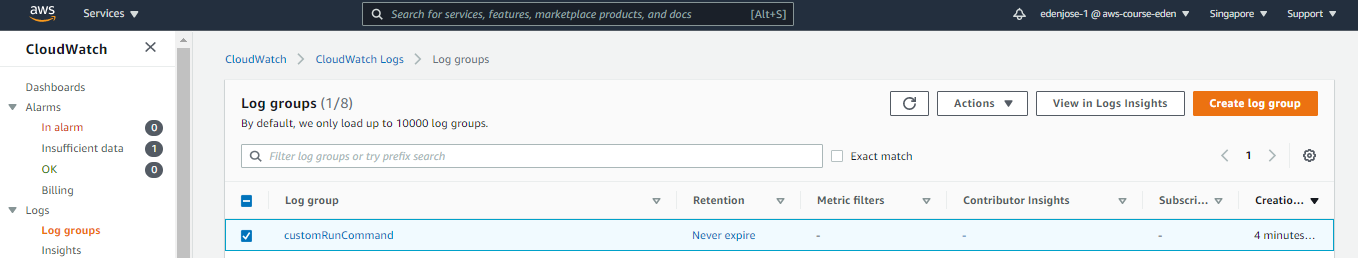 aws
Services
Search for services, features, marketplace products, and docs
[Alt+S]
edenjose-1 @ aws-course-eden
Singapore
Support
CloudWatch
Dashboards
Alarms
In alarm
0
Insufficient data
1
OK
0
Billing
Logs
Log groups
Insights
CloudWatch
CloudWatch Logs
Log groups
Log groups (1/8)
By default, we only load up to 10000 log groups.
Actions
View in Logs Insights
Create log group
Filter log groups or try prefix search
Exact match
1
Log group
Retention
Metric filters
Contributor Insights
Subscri...
Creatio...
customRunCommand
Never expire
-
-
-
4 minutes...